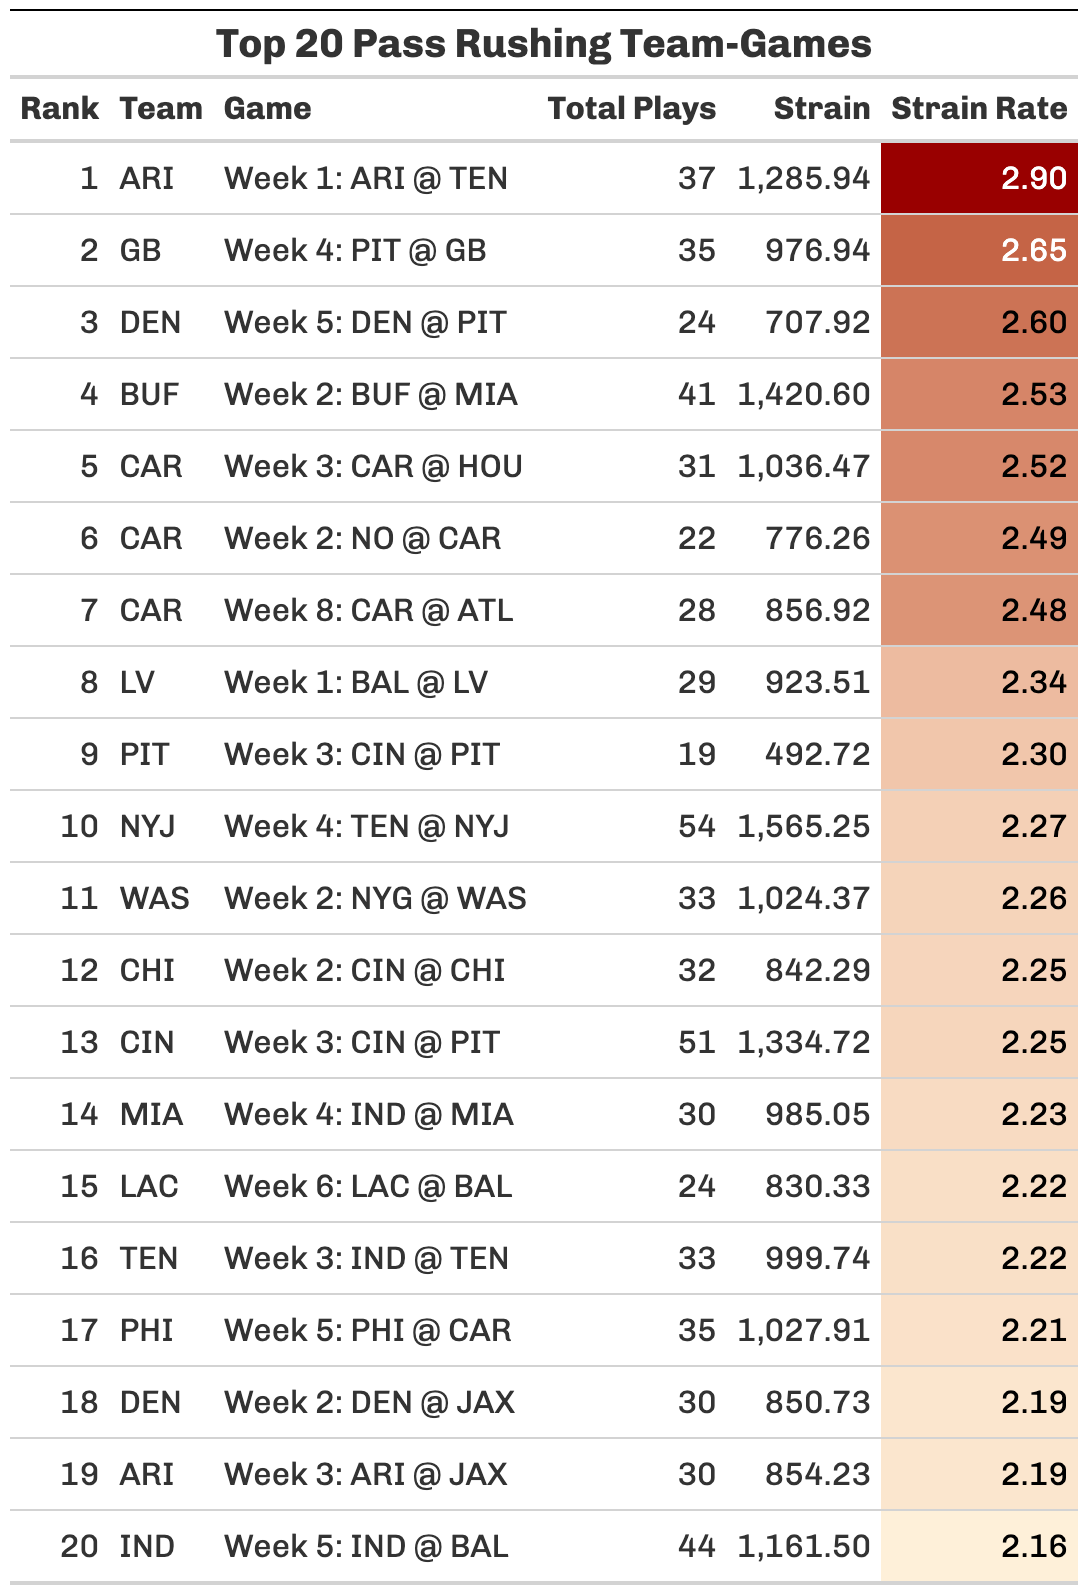 Top 20 Pass Rushing Team-Games
Rank Team Game Total Plays Strain Strain Rate
1 ARI Week 1: ARI @ TEN 37 1,285.94 2.90
2 GB Week 4: PIT @ GB 35 976.94 2.65
3 DEN Week 5: DEN @ PIT 24 707.92 2.60
4 BUF Week 2: BUF @ MIA 41 1,420.60 2.53
5 CAR Week 3: CAR @ HOU 31 1,036.47 2.52
6 CAR Week 2: NO @ CAR 22 776.26 2.49
7 CAR Week 8: CAR @ ATL 28 856.92 2.48
8 LV Week 1: BAL @ LV 29 923.51 2.34
9 PIT Week 3: CIN @ PIT 19 492.72 2.30
10 NYJ Week 4: TEN @ NYJ 54 1,565.25 2.27
11 WAS Week 2: NYG @ WAS 33 1,024.37 2.26
12 CHI Week 2: CIN @ CHI 32 842.29 2.25
13 CIN Week 3: CIN @ PIT 51 1,334.72 2.25
14 MIA Week 4: IND @ MIA 30 985.05 2.23
15 LAC Week 6: LAC @ BAL 24 830.33 2.22
16 TEN Week 3: IND @ TEN 33 999.74 2.22
17 PHI Week 5: PHI @ CAR 35 1,027.91 2.21
18 DEN Week 2: DEN @ JAX 30 850.73 2.19
19 ARI Week 3: ARI @ JAX 30 854.23 2.19
20 IND Week 5: IND @ BAL 44 1,161.50 2.16